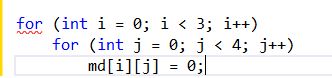 for (int i = 0; i < 3; i++)
    for (int j = 0; j < 4; j++)
        md[i][j] = 0;